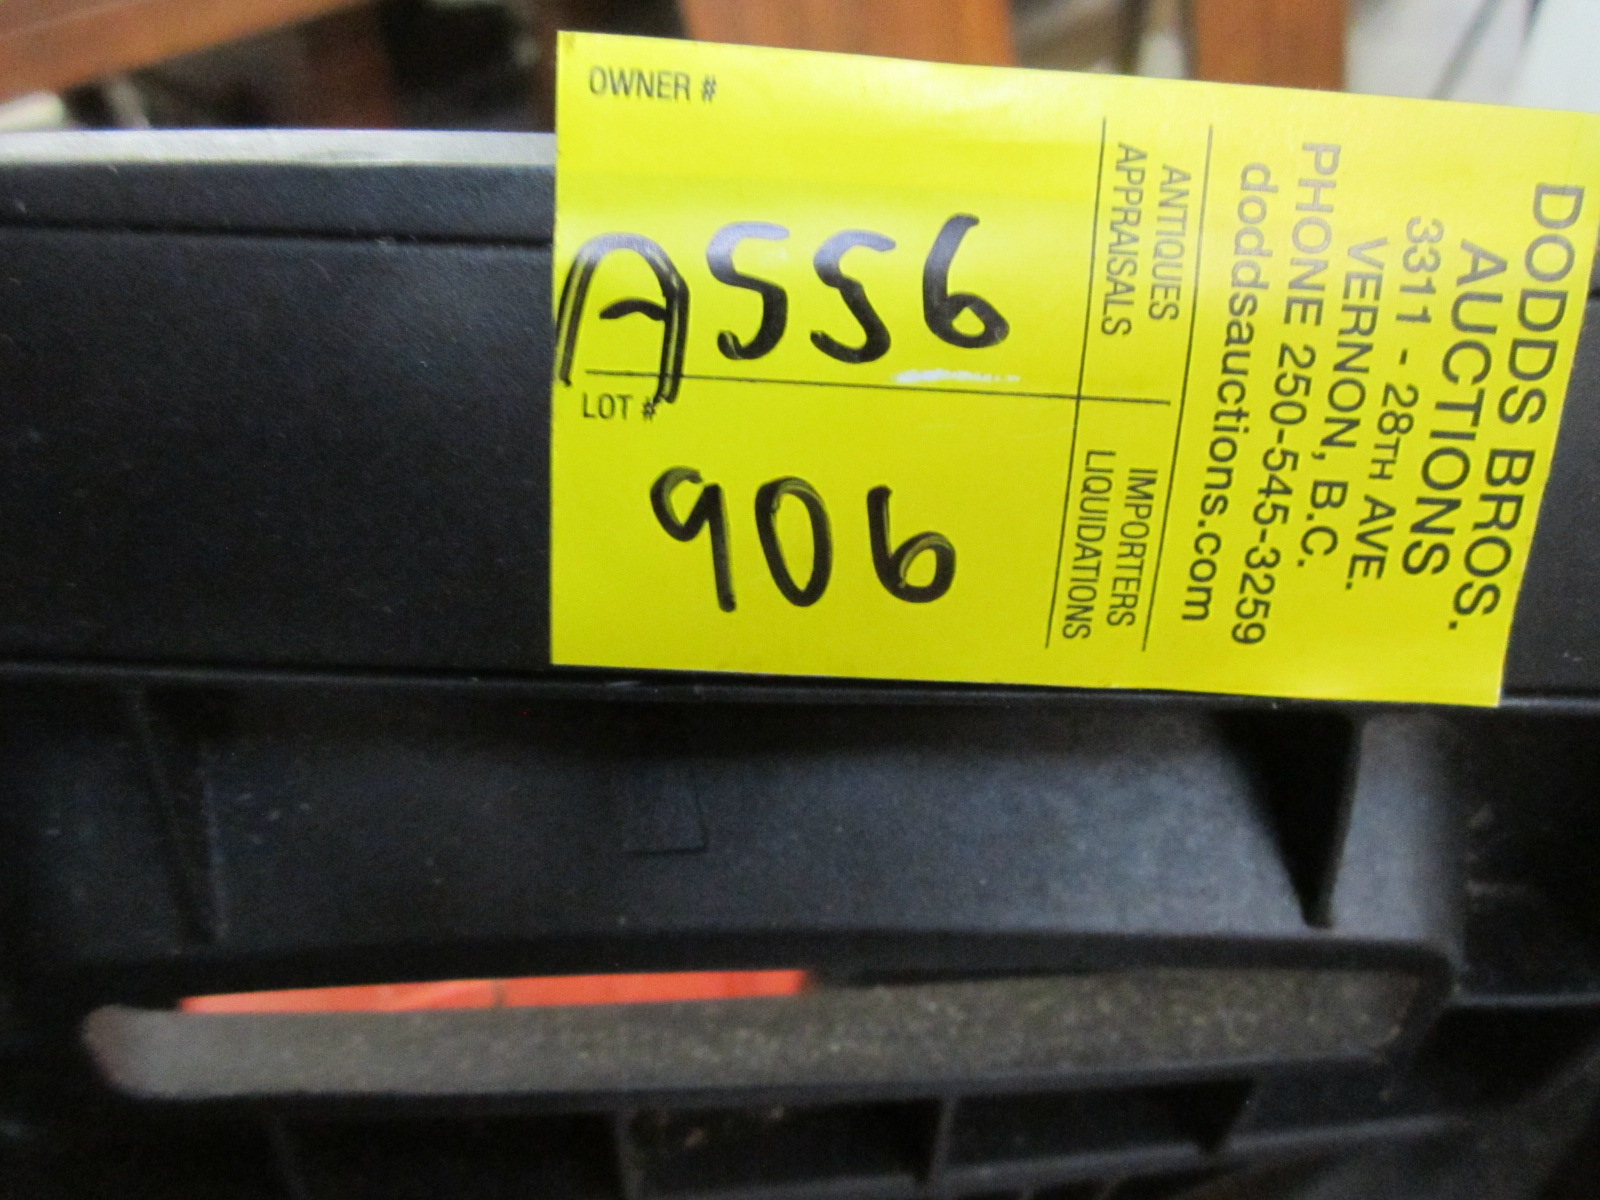 OWNER #
A556
LOT #
906
ANTIQUES
APPRAISALS
IMPORTERS
LIQUIDATIONS
DODDS BROS.
AUCTIONS
3311 - 28TH AVE.
VERNON, B.C.
PHONE 250-545-3259
doddsauctions.com